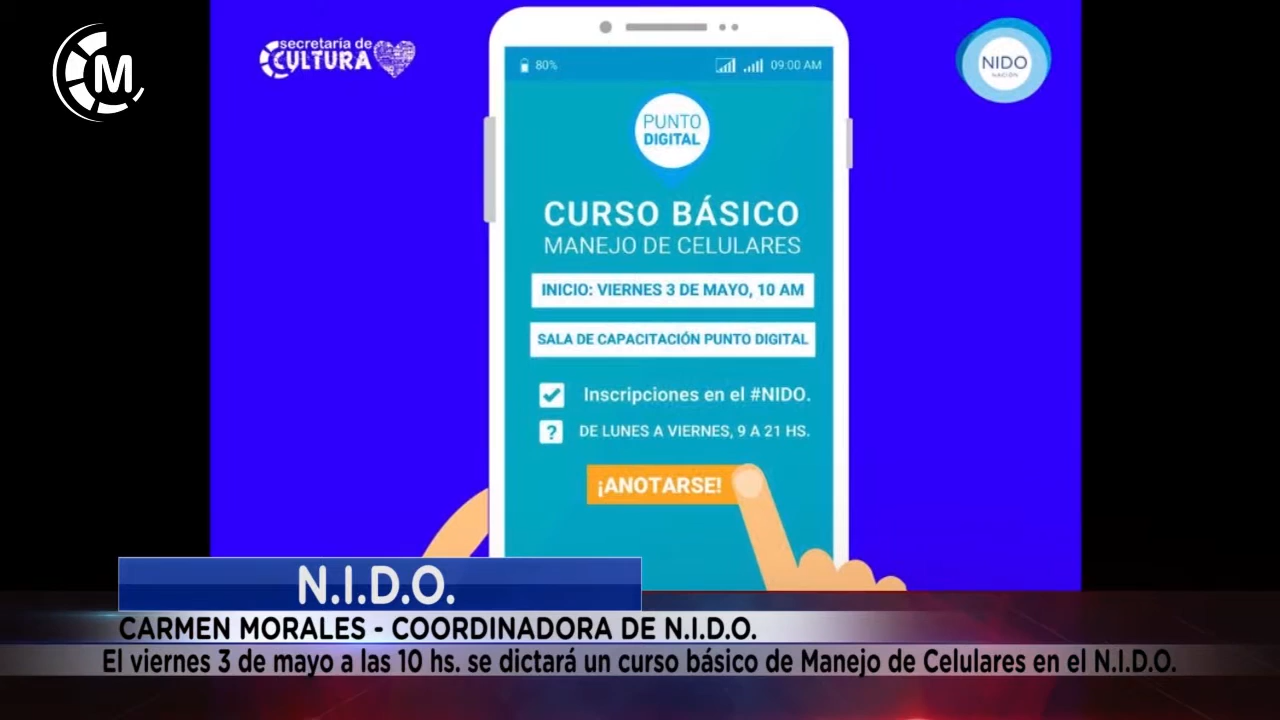 M
secretaría de
CULTURA
NIDO
NACIÓN
80%
09:00 AM
PUNTO
DIGITAL
CURSO BÁSICO
MANEJO DE CELULARES
INICIO: VIERNES 3 DE MAYO, 10 AM
SALA DE CAPACITACIÓN PUNTO DIGITAL
Inscripciones en el #NIDO.
? DE LUNES A VIERNES, 9 A 21 HS.
¡ANOTARSE!
N.I.D.O.
CARMEN MORALES - COORDINADORA DE N.I.D.O.
El viernes 3 de mayo a las 10 hs. se dictará un curso básico de Manejo de Celulares en el N.I.D.O.